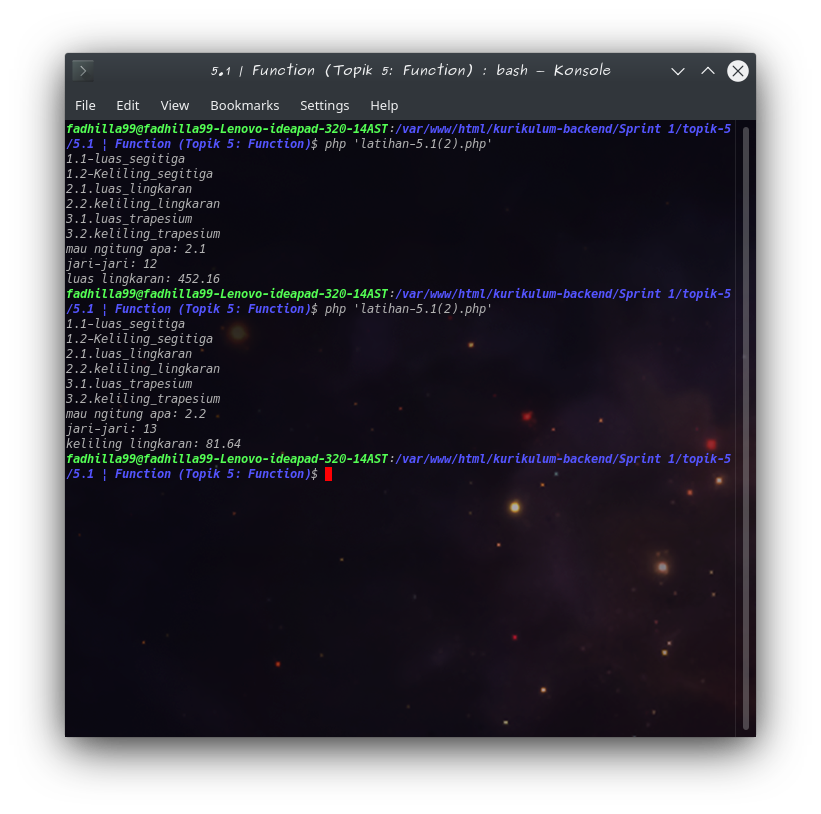 5.1 | Function (Topik 5: Function) : bash — Konsole
File Edit View Bookmarks Settings Help
fadhilla99@fadhilla99-Lenovo-ideapad-320-14AST:/var/www/html/kurikulum-backend/Sprint 1/topik-5
/5.1 ¦ Function (Topik 5: Function)$ php 'latihan-5.1(2).php'
1.1-luas_segitiga
1.2-Keliling_segitiga
2.1.luas_lingkaran
2.2.keliling_lingkaran
3.1.luas_trapesium
3.2.keliling_trapesium
mau ngitung apa: 2.1
jari-jari: 12
luas lingkaran: 452.16
fadhilla99@fadhilla99-Lenovo-ideapad-320-14AST:/var/www/html/kurikulum-backend/Sprint 1/topik-5
/5.1 ¦ Function (Topik 5: Function)$ php 'latihan-5.1(2).php'
1.1-luas_segitiga
1.2-Keliling_segitiga
2.1.luas_lingkaran
2.2.keliling_lingkaran
3.1.luas_trapesium
3.2.keliling_trapesium
mau ngitung apa: 2.2
jari-jari: 13
keliling lingkaran: 81.64
fadhilla99@fadhilla99-Lenovo-ideapad-320-14AST:/var/www/html/kurikulum-backend/Sprint 1/topik-5
/5.1 ¦ Function (Topik 5: Function)$